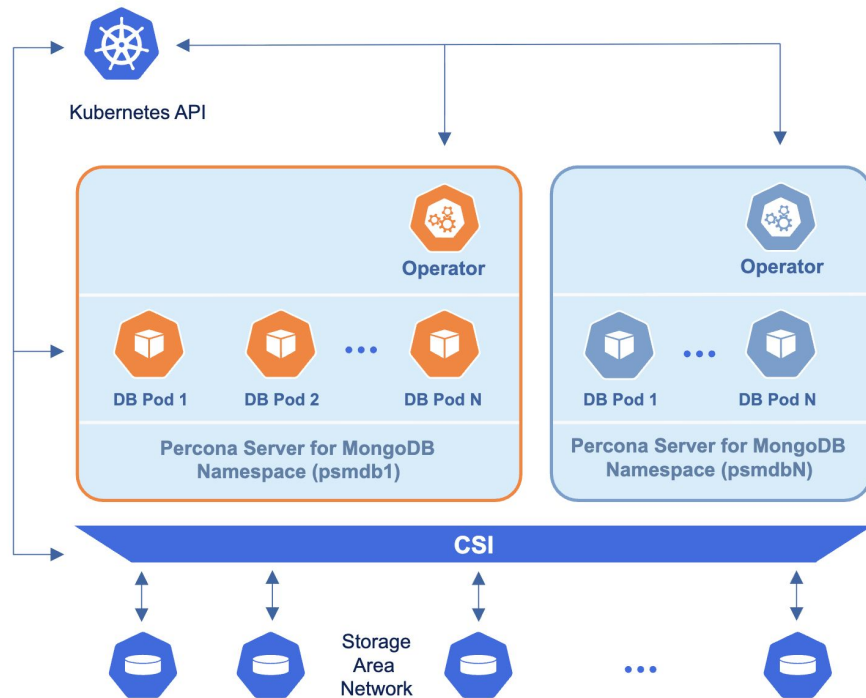 Kubernetes API
Operator
Operator
DB Pod 1
DB Pod 2
DB Pod N
DB Pod 1
DB Pod N
Percona Server for MongoDB
Namespace (psmdb1)
Percona Server for MongoDB
Namespace (psmdbN)
CSI
Storage
Area
Network